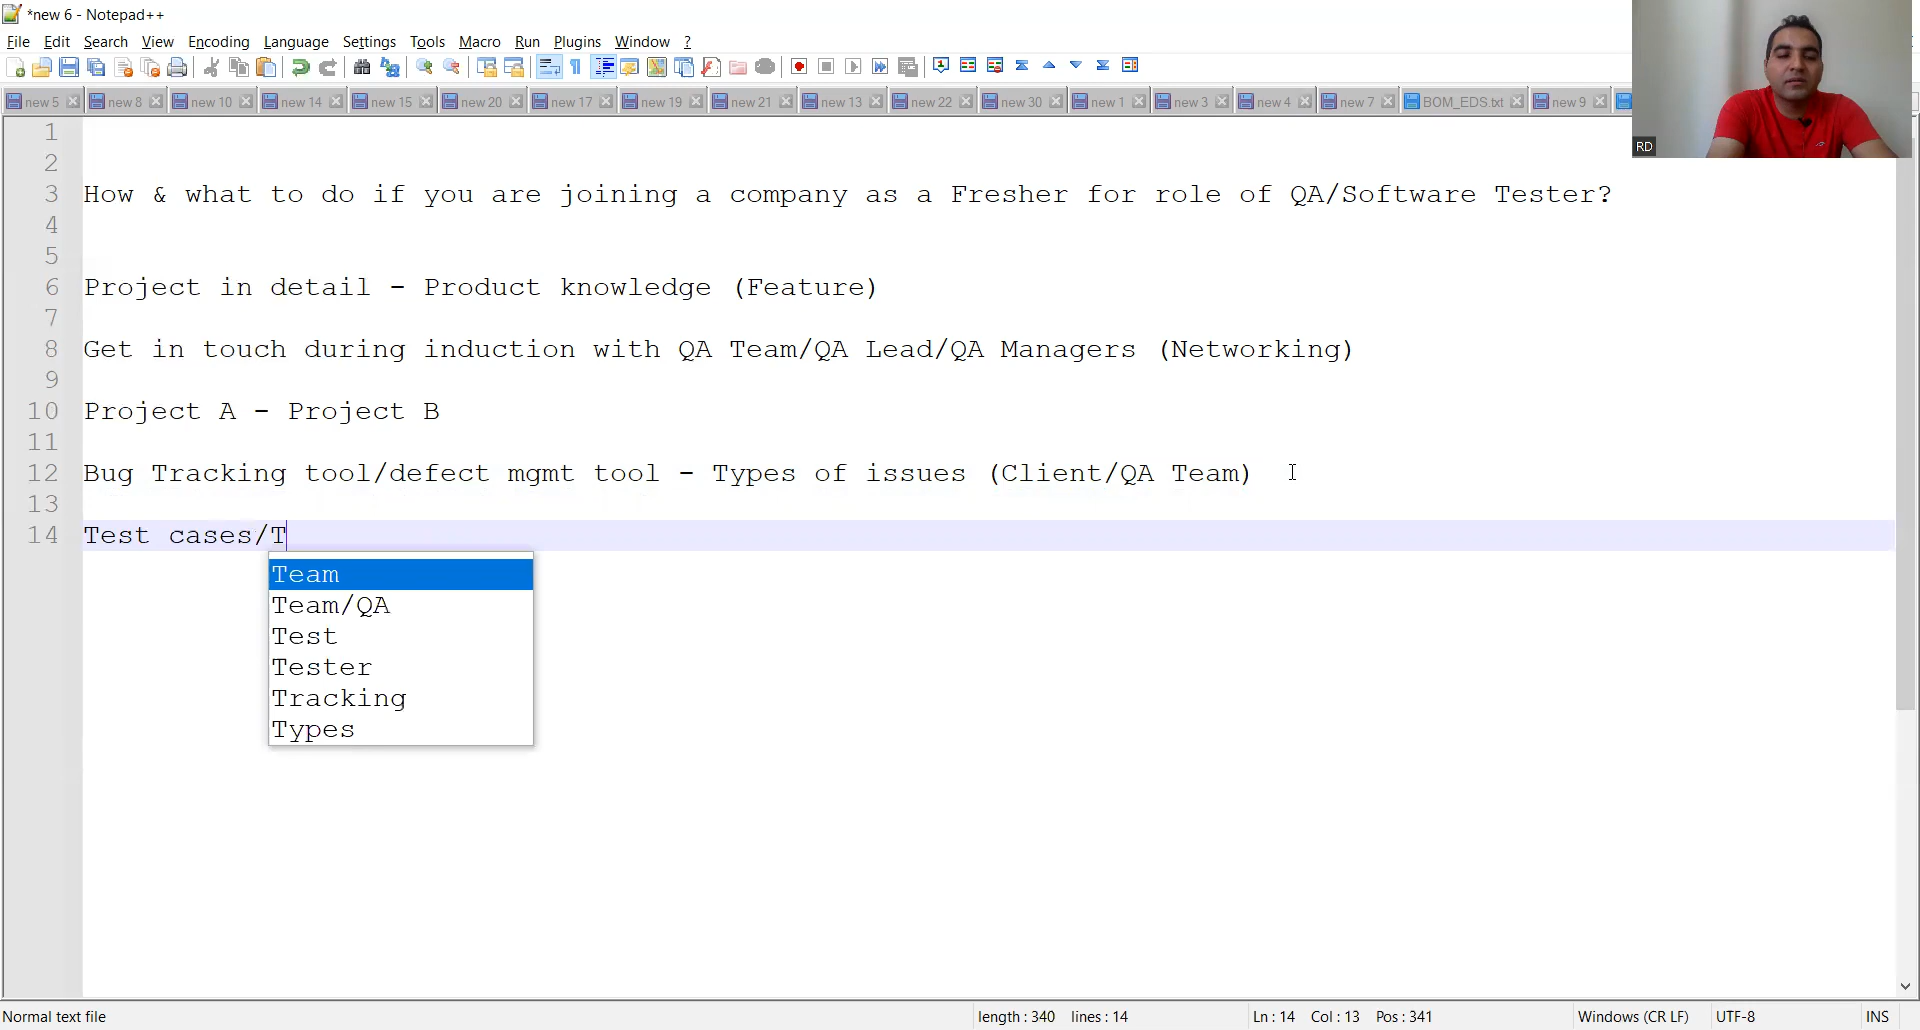 *new 6 - Notepad++
File Edit Search View Encoding Language Settings Tools Macro Run Plugins Window ?
new 5 new 8 new 10 new 14 new 15 new 20 new 17 new 19 new 21 new 13 new 22 new 30 new 1 new 3 new 4 new 7 BOM_EDS.txt new 9
RD
1
2
3 How & what to do if you are joining a company as a Fresher for role of QA/Software Tester?
4
5
6 Project in detail - Product knowledge (Feature)
7
8 Get in touch during induction with QA Team/QA Lead/QA Managers (Networking)
9
10 Project A - Project B
11
12 Bug Tracking tool/defect mgmt tool - Types of issues (Client/QA Team)
13
14 Test cases/T
Team
Team/QA
Test
Tester
Tracking
Types
Normal text file length : 340 lines : 14 Ln : 14 Col : 13 Pos : 341 Windows (CR LF) UTF-8 INS